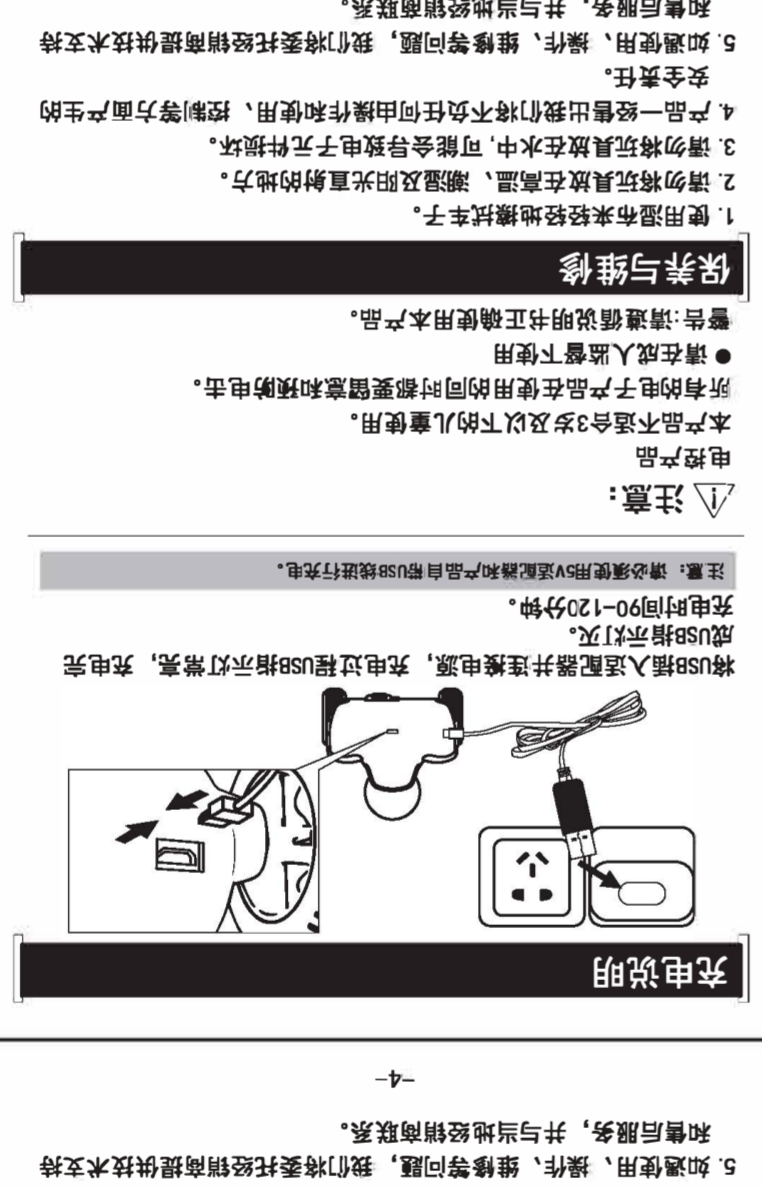 5. 如遇使用、操作、维修等问题，我们将委托经销商提供技术支持
和售后服务，并与当地经销商联系。
-4-
充电说明
将USB插入适配器并连接电源，充电过程USB指示灯常亮，充电完
成USB指示灯灭。
充电时间90-120分钟。
注意：请必须使用5V适配器和产品自带USB线进行充电。
注意：
电控产品
本产品不适合3岁及以下的儿童使用。
所有的电子产品在使用的同时都要留意和预防电击。
● 请在成人监督下使用
警告:请遵循说明书正确使用本产品。
保养与维修
1. 使用湿布来轻轻地擦拭车子。
2. 请勿将玩具放在高温、潮湿及阳光直射的地方。
3. 请勿将玩具放在水中,可能会导致电子元件损坏。
4. 产品一经售出我们将不负任何由操作和使用、控制等方面产生的
安全责任。
5. 如遇使用、操作、维修等问题，我们将委托经销商提供技术支持
和售后服务，并与当地经销商联系。